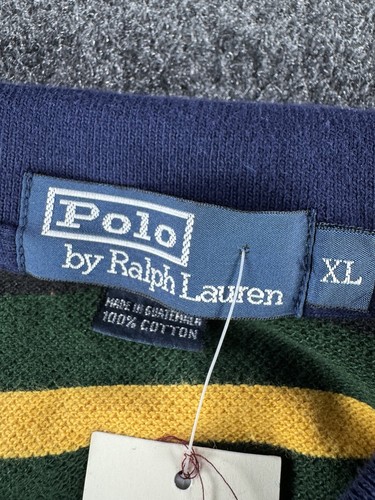 Polo
by Ralph Lauren
XL
MADE IN GUATEMALA
100% COTTON